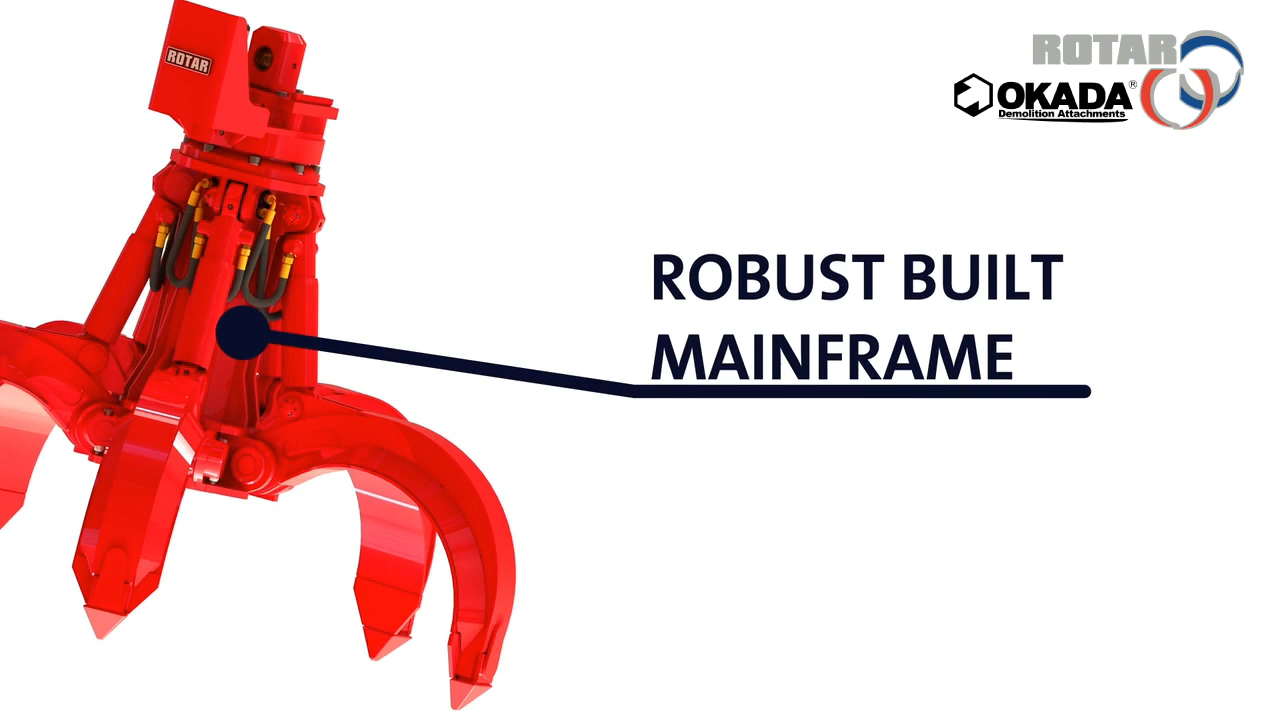 ROTAR
ROTAR
OKADA®
Demolition Attachments
ROBUST BUILT
MAINFRAME